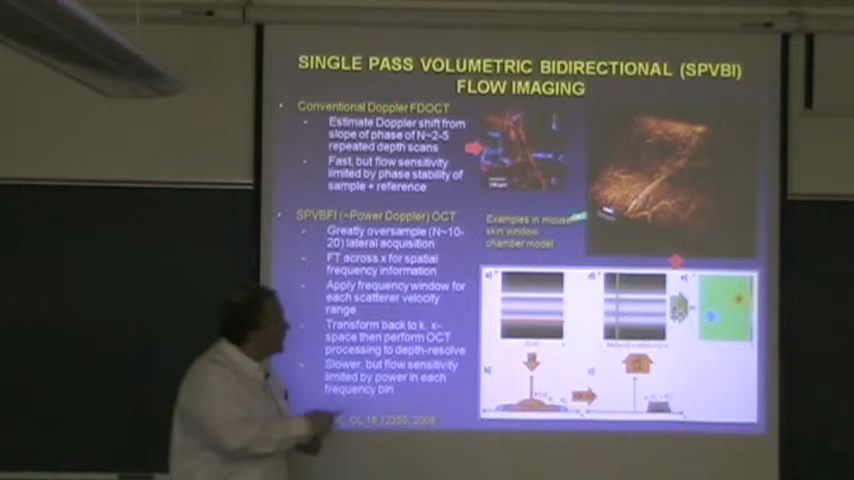 SINGLE PASS VOLUMETRIC BIDIRECTIONAL (SPVBI)
FLOW IMAGING
• Conventional Doppler FDOCT
- Estimate Doppler shift from
slope of phase of N~2-5
repeated depth scans
- Fast, but flow sensitivity
limited by phase stability of
sample + reference
• SPVBFI (~Power Doppler) OCT
- Greatly oversample (N~10-
20) lateral acquisition
- FT across x for spatial
frequency information
- Apply frequency window for
each scatterer velocity
range
- Transform back to k, x-
space then perform OCT
processing to depth-resolve
- Slower, but flow sensitivity
limited by power in each
frequency bin
Examples in mouse
skin window
chamber model
a)
b)
2008